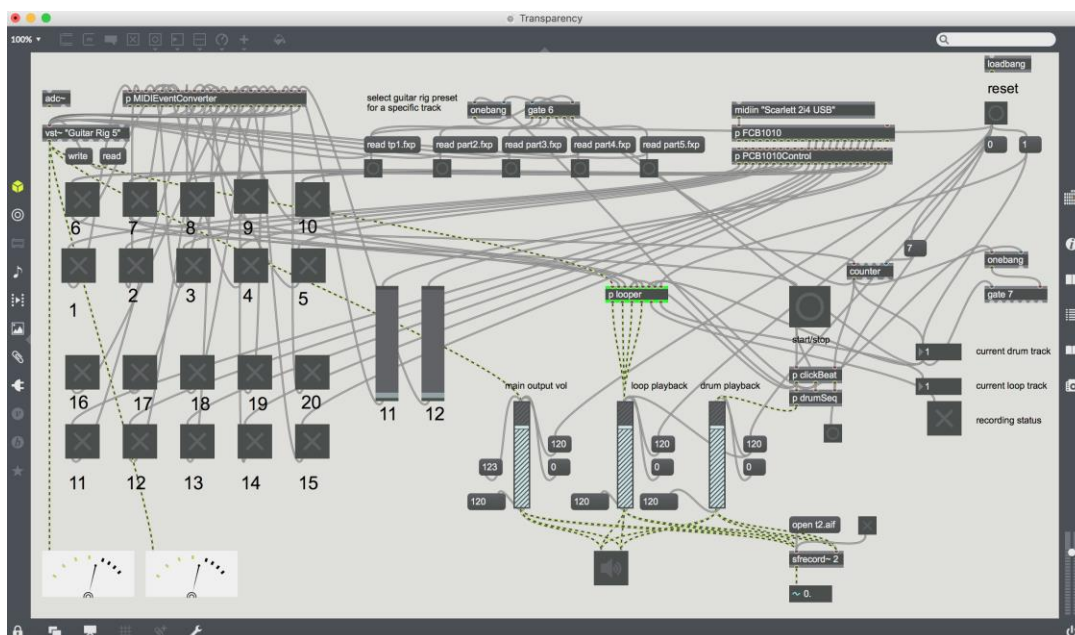 Transparency
100%
loadbang
reset
adc~
p MIDIEventConverter
select guitar rig preset
for a specific track
onebang
gate 6
midiin "Scarlett 2i4 USB"
vst~ "Guitar Rig 5"
p FCB1010
write
read
read tp1.fxp
read part2.fxp
read part3.fxp
read part4.fxp
read part5.fxp
0
1
p PCB1010Control
6
7
8
9
10
7
onebang
counter
1
2
3
4
5
p looper
gate 7
start/stop
1
current drum track
p clickBeat
16
17
18
19
20
11
12
main output vol
loop playback
drum playback
1
current loop track
p drumSeq
recording status
120
120
120
123
0
0
0
11
12
13
14
15
120
120
120
open t2.aif
sfrecord~ 2
~ 0.